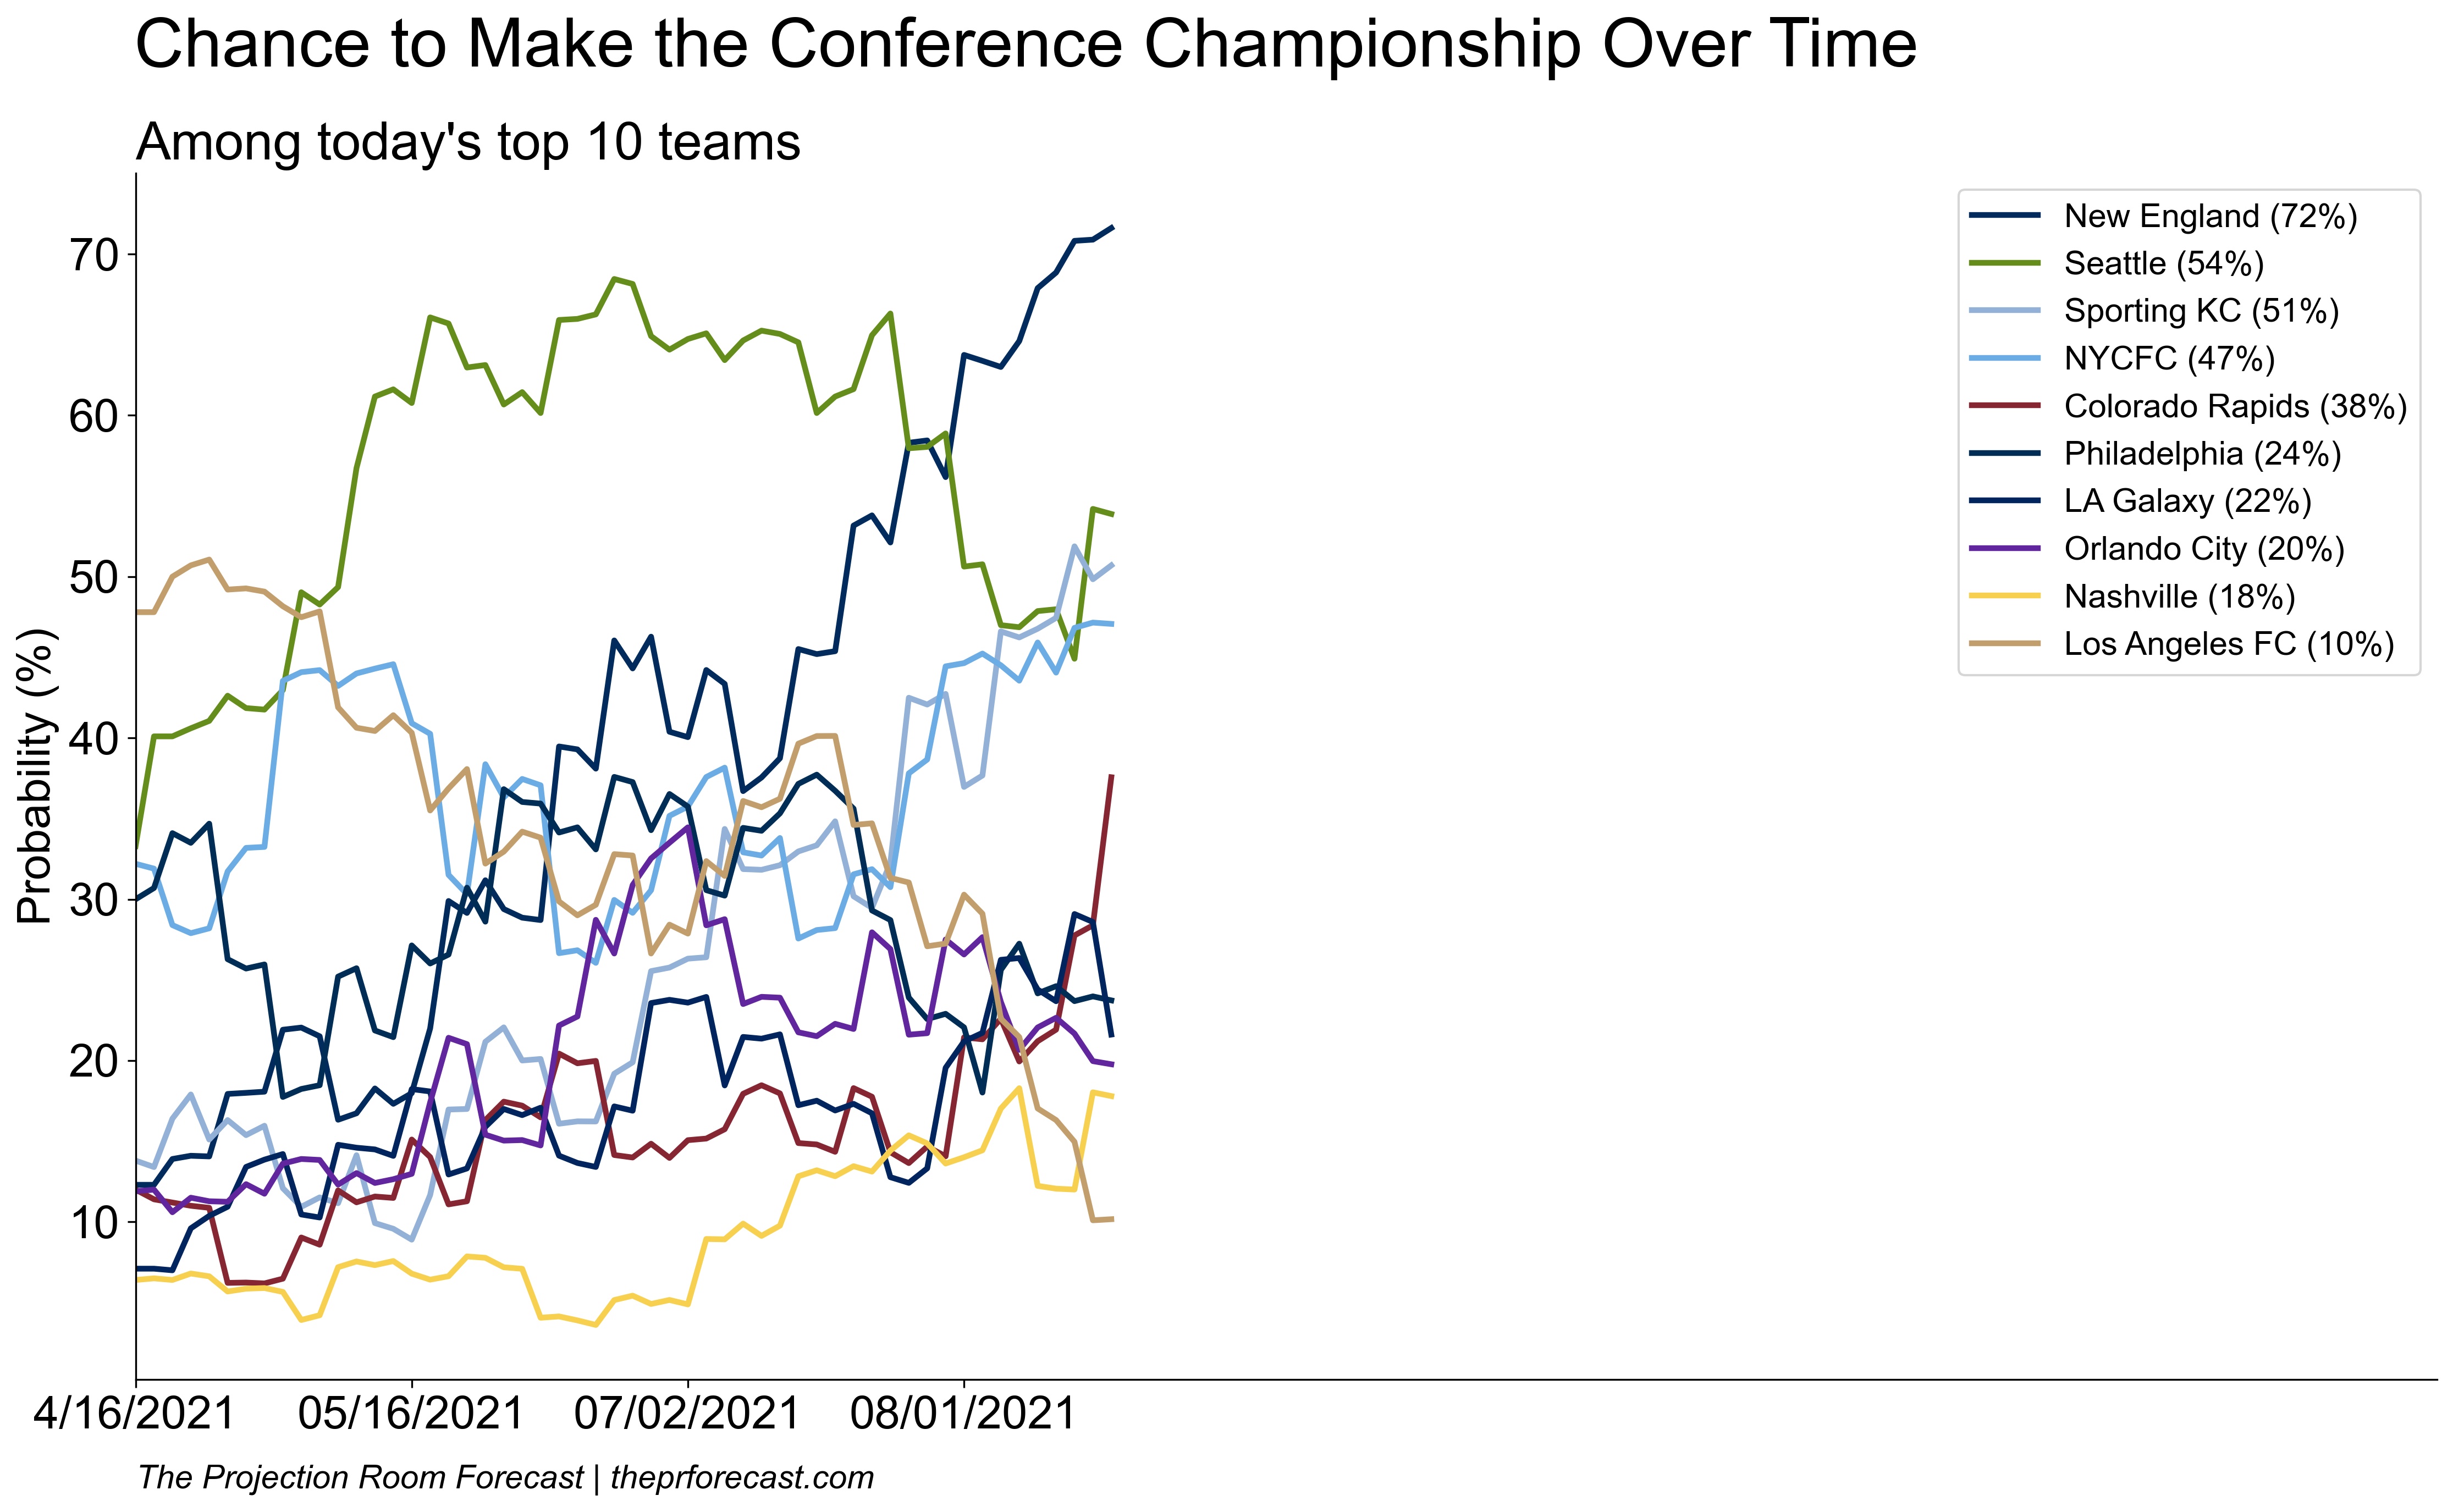 Chance to Make the Conference Championship Over Time
Among today's top 10 teams
Probability (%)
70
60
50
40
30
20
10
4/16/2021
05/16/2021
07/02/2021
08/01/2021
New England (72%)
Seattle (54%)
Sporting KC (51%)
NYCFC (47%)
Colorado Rapids (38%)
Philadelphia (24%)
LA Galaxy (22%)
Orlando City (20%)
Nashville (18%)
Los Angeles FC (10%)
The Projection Room Forecast | theprforecast.com